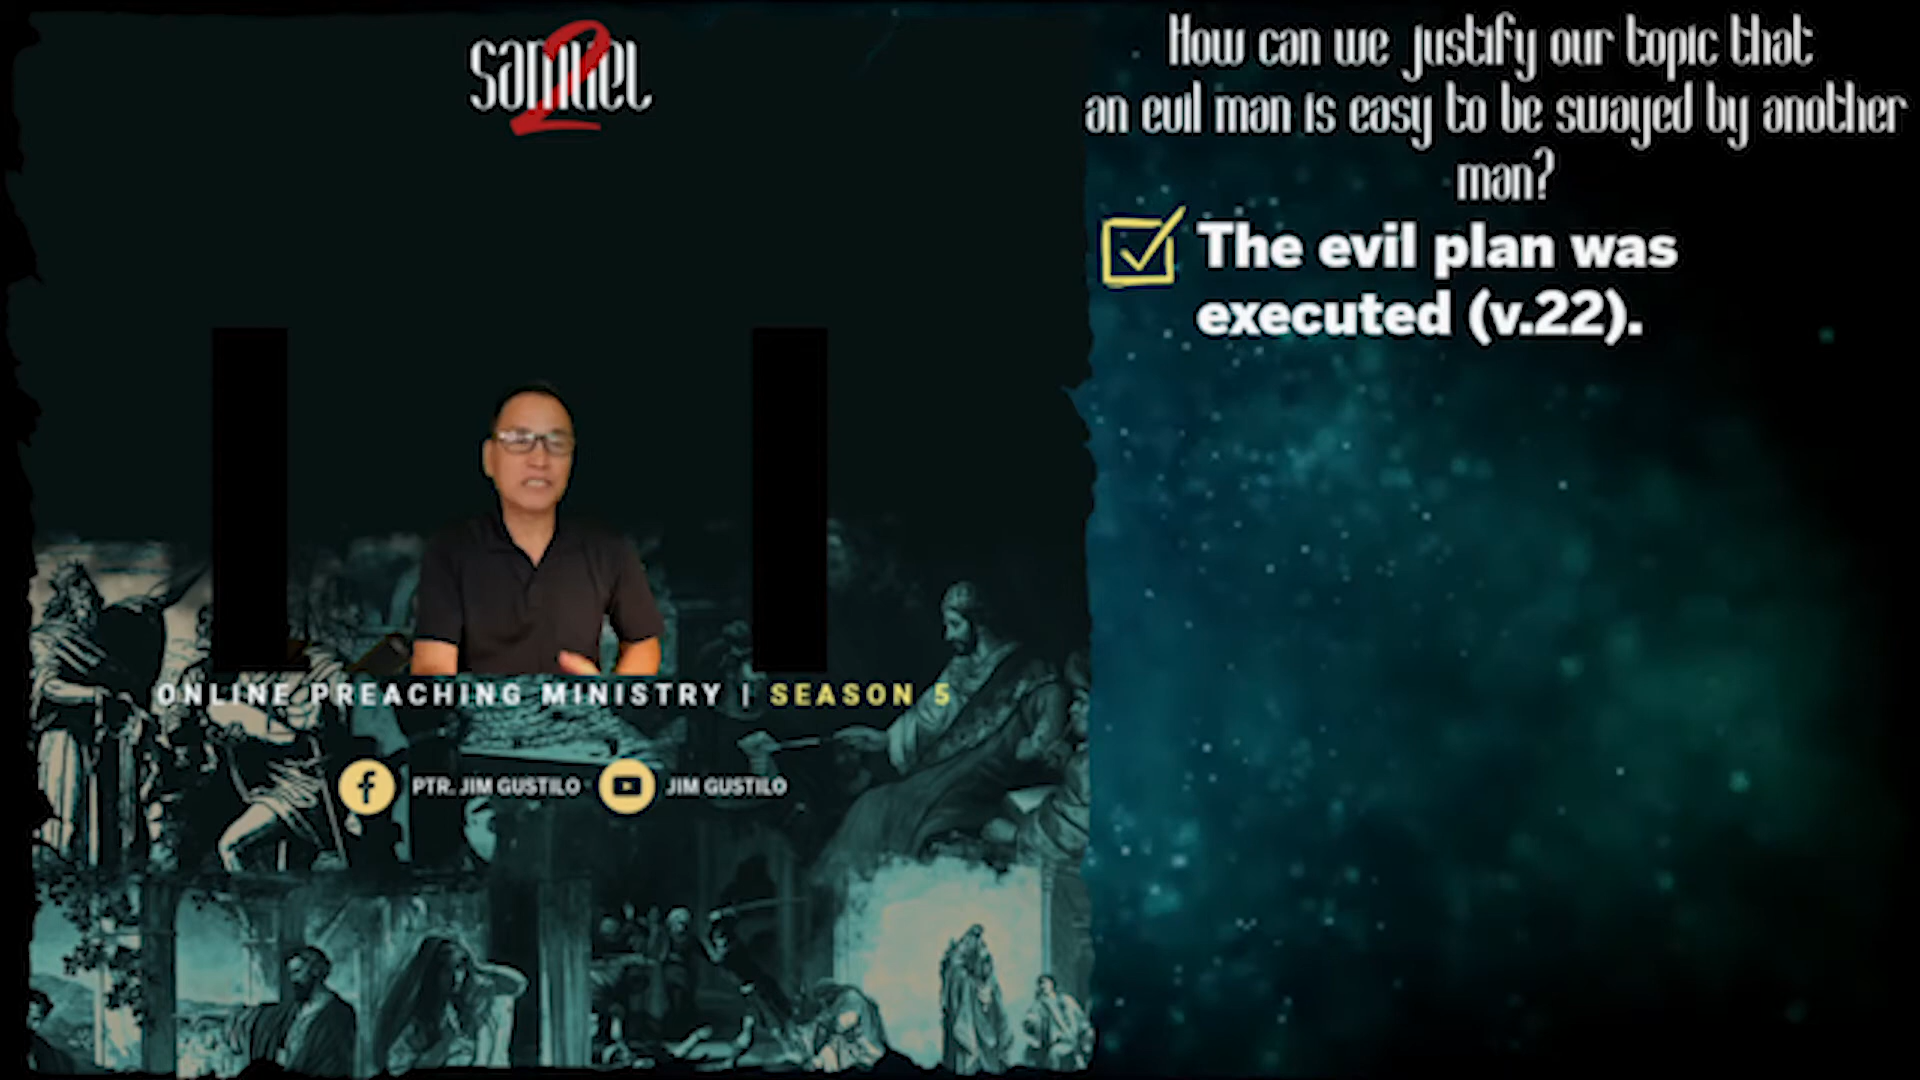 Samuel
2
How can we justify our topic that
an evil man is easy to be swayed by another
man?
The evil plan was
executed (v.22).
ONLINE PREACHING MINISTRY | SEASON 5
PTR. JIM GUSTILO
JIM GUSTILO